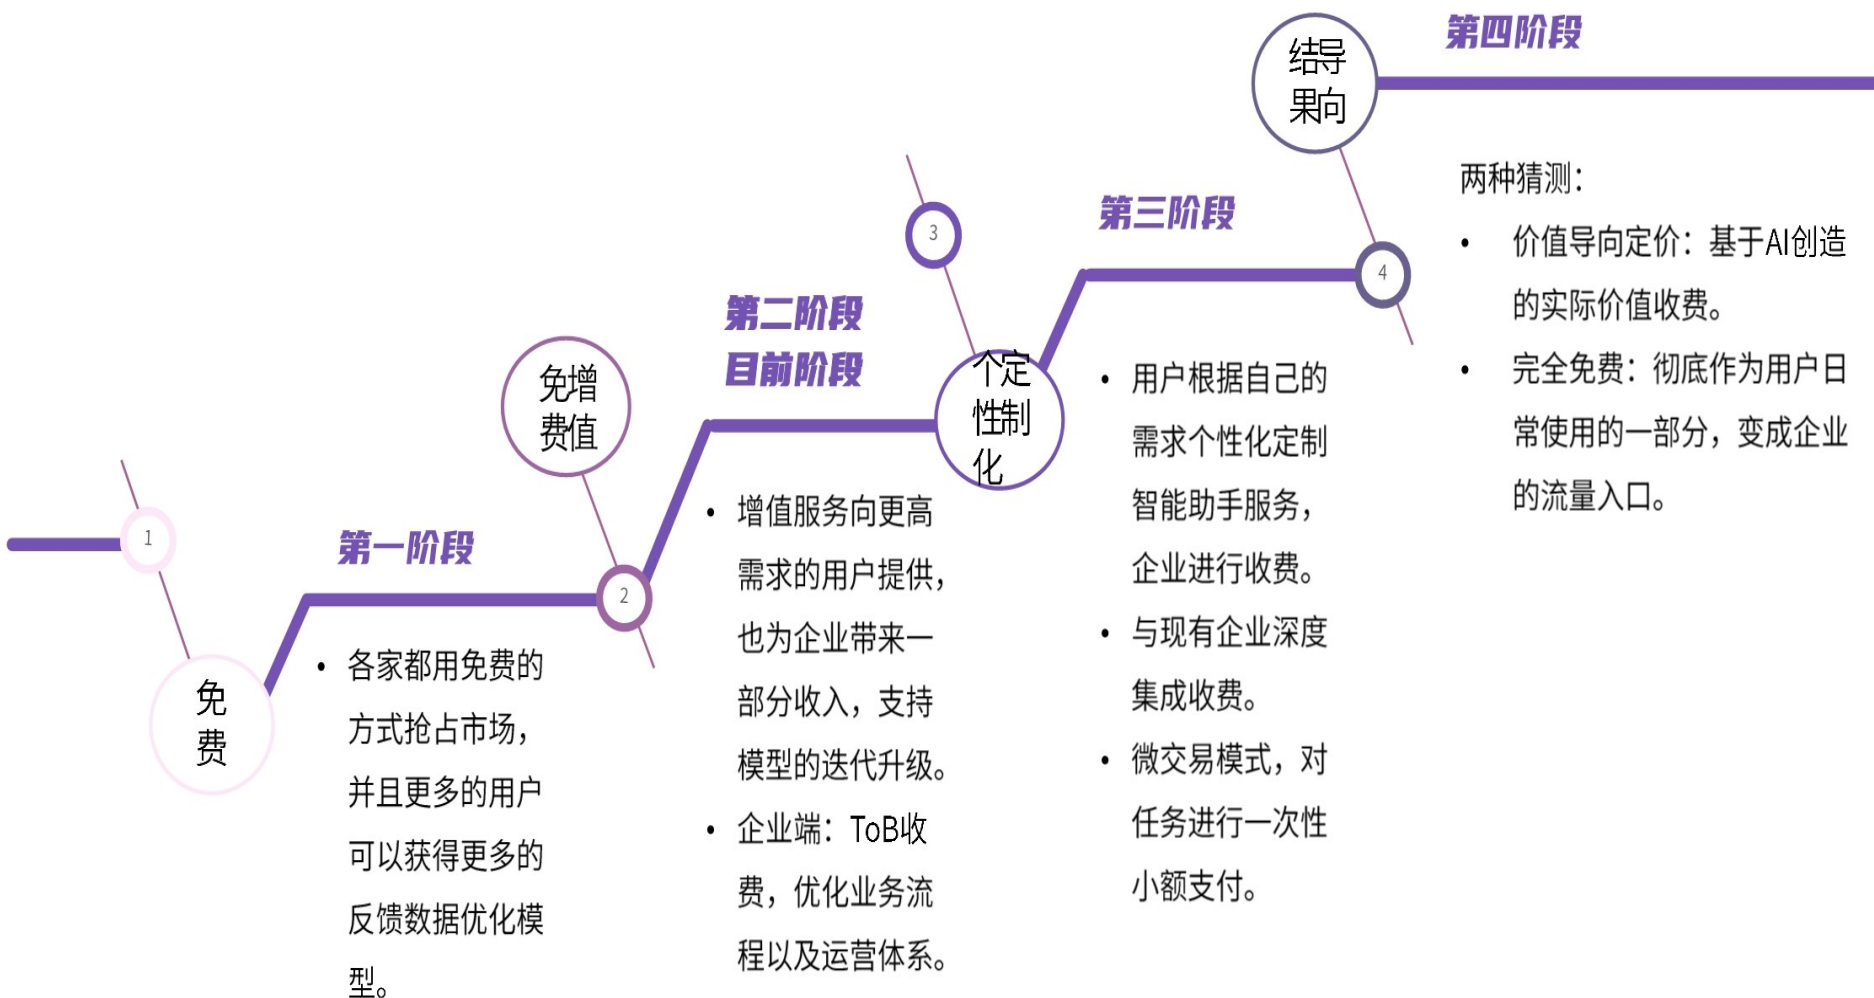 1
免
费
第一阶段
各家都用免费的
方式抢占市场，
并且更多的用户
可以获得更多的
反馈数据优化模
型。
免增
费值
2
第二阶段
目前阶段
增值服务向更高
需求的用户提供，
也为企业带来一
部分收入，支持
模型的迭代升级。
企业端：ToB收
费，优化业务流
程以及运营体系。
3
个定
性制
化
第三阶段
用户根据自己的
需求个性化定制
智能助手服务，
企业进行收费。
与现有企业深度
集成收费。
微交易模式，对
任务进行一次性
小额支付。
结导
果向
4
第四阶段
两种猜测：
价值导向定价：基于AI创造
的实际价值收费。
完全免费：彻底作为用户日
常使用的一部分，变成企业
的流量入口。